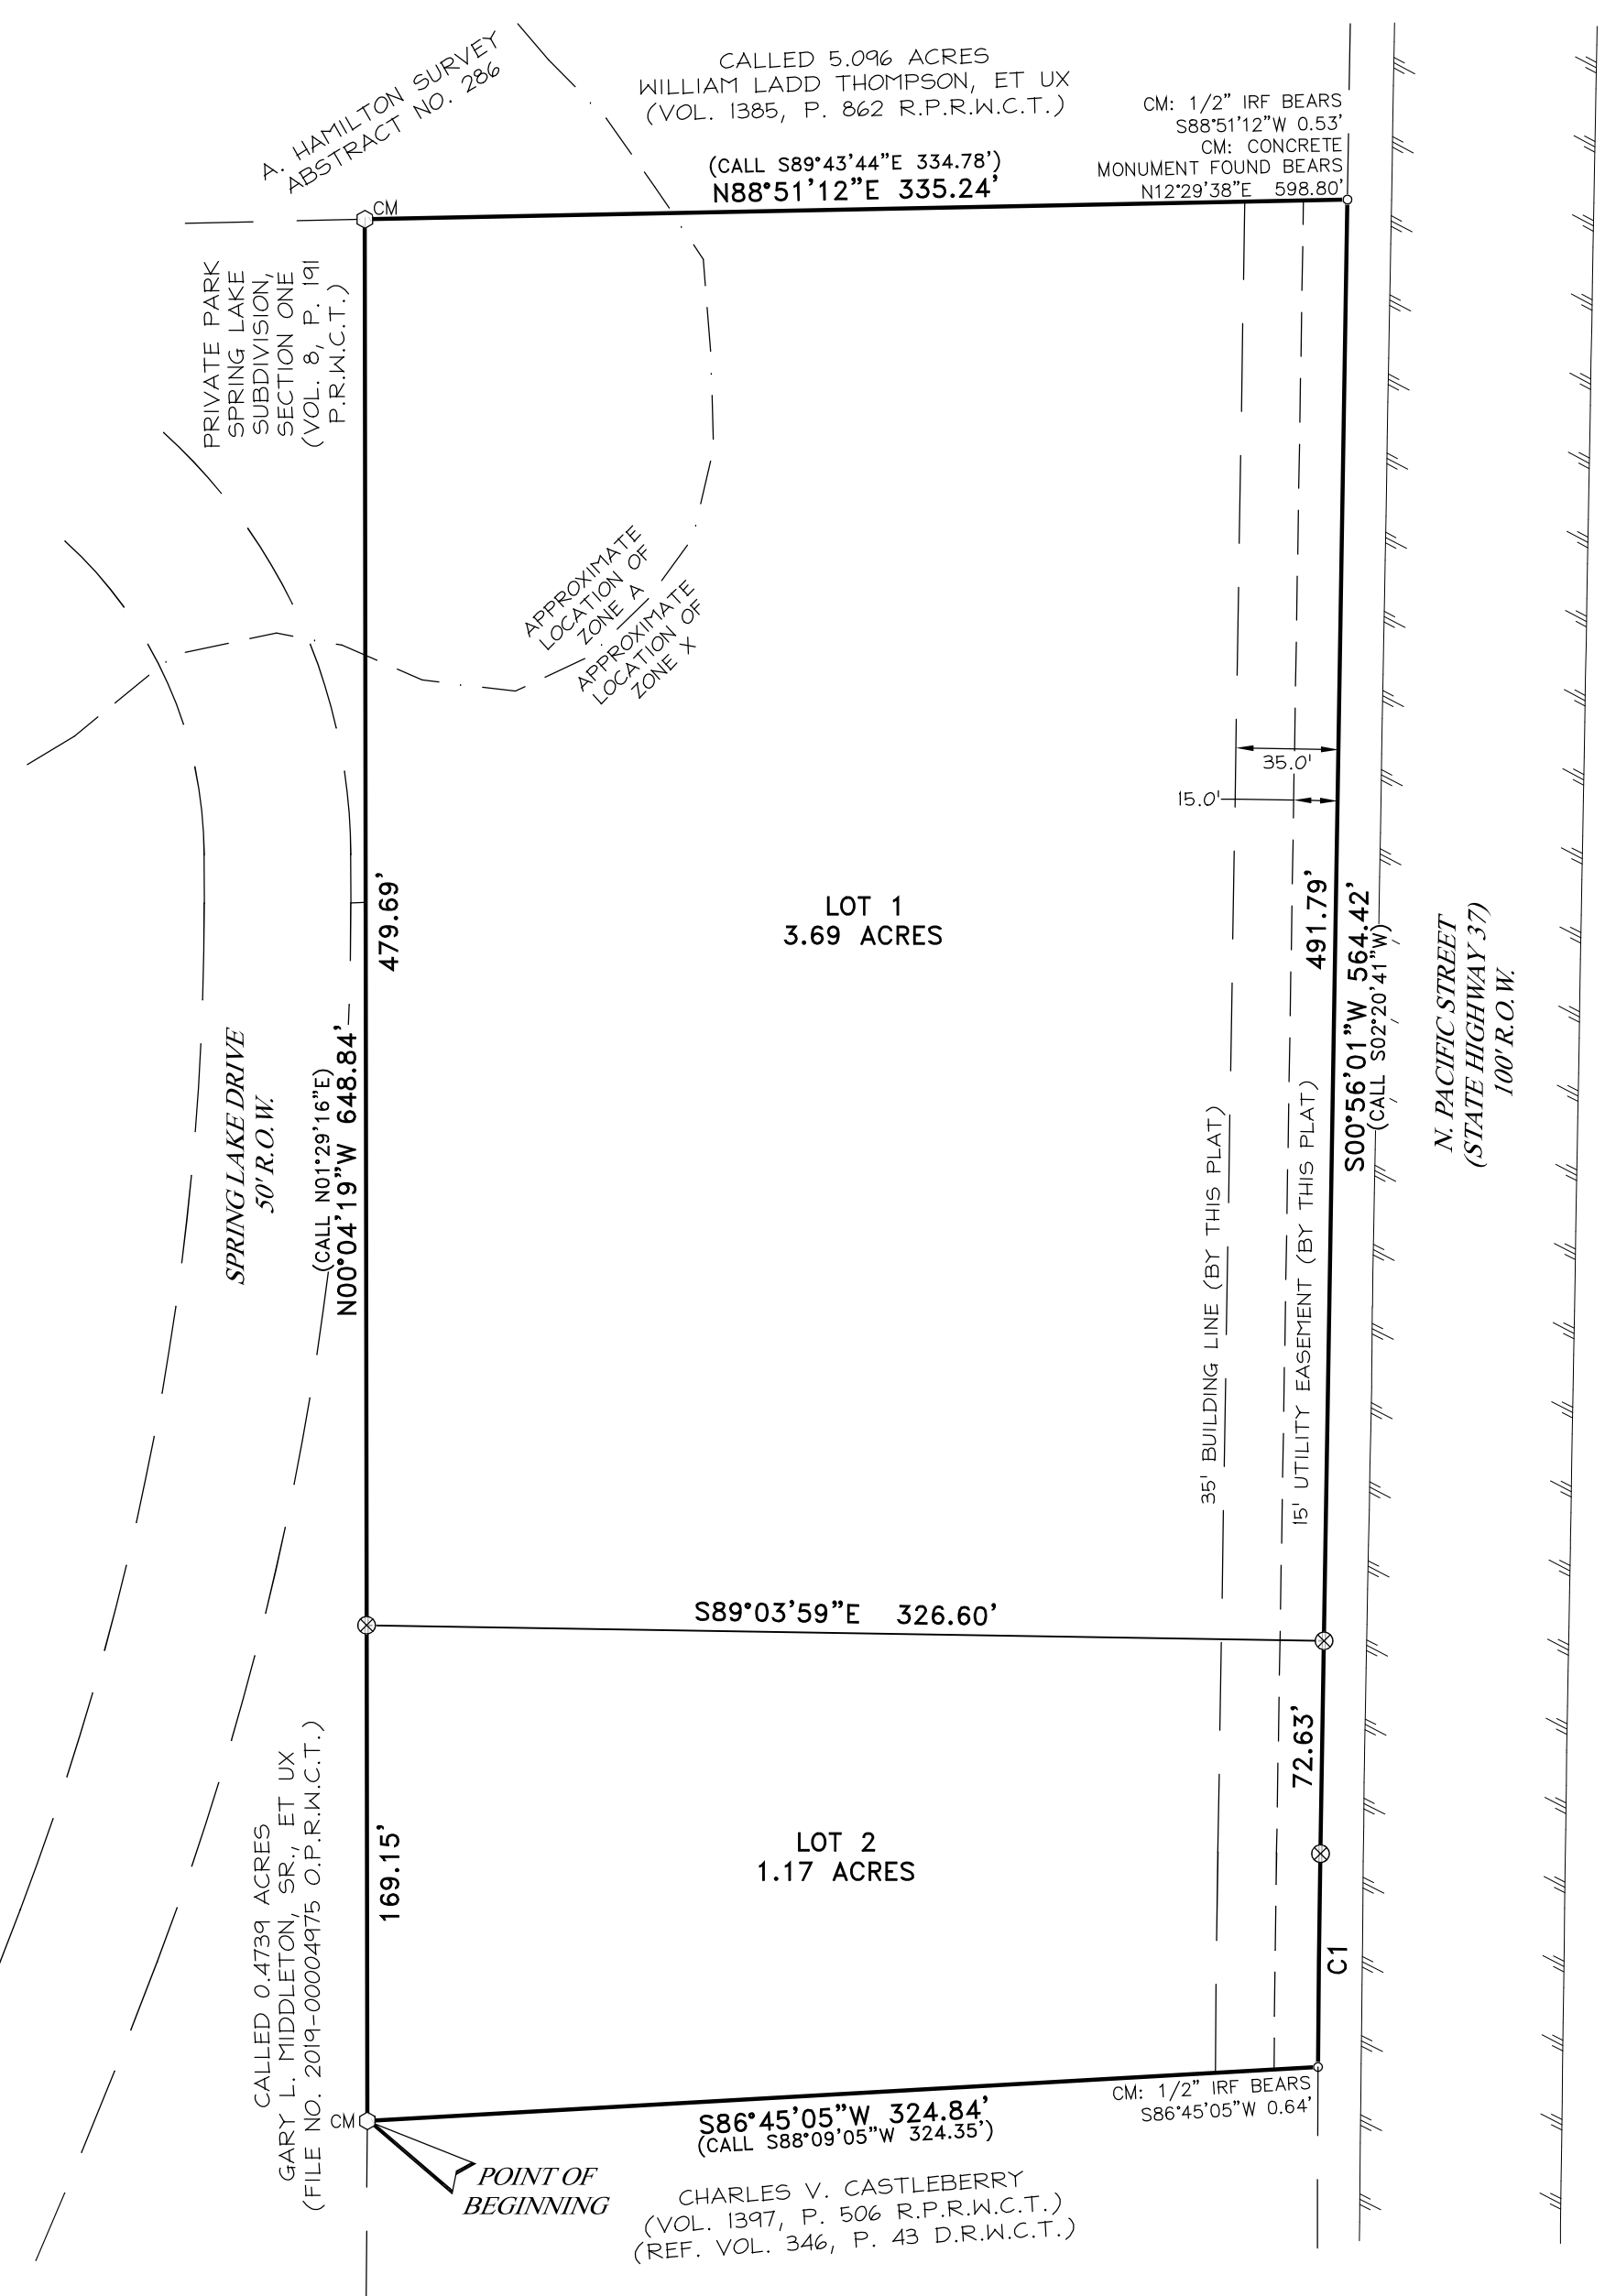 A. HAMILTON SURVEY
ABSTRACT NO. 286
CALLED 5.096 ACRES
WILLIAM LADD THOMPSON, ET UX
(VOL. 1385, P. 862 R.P.R.W.C.T.)
CM: 1/2" IRF BEARS
S88°51'12"W 0.53'
CM: CONCRETE
MONUMENT FOUND BEARS
N12°29'38"E 598.80'
(CALL S89°43'44"E 334.78')
N88°51'12"E 335.24'
CM
PRIVATE PARK
SPRING LAKE
SUBDIVISION,
SECTION ONE
(VOL. 8, P. 191
P.R.W.C.T.)
APPROXIMATE
LOCATION OF
ZONE A
APPROXIMATE
LOCATION OF
ZONE X
35.0'
15.0'
LOT 1
3.69 ACRES
479.69'
491.79'
S00°56'01"W 564.42'
(CALL S02°20'41"W)
N. PACIFIC STREET
(STATE HIGHWAY 37)
100' R.O.W.
SPRING LAKE DRIVE
50' R.O.W.
(CALL N01°29'16"E)
N00°04'19"W 648.84'
35' BUILDING LINE (BY THIS PLAT)
15' UTILITY EASEMENT (BY THIS PLAT)
S89°03'59"E 326.60'
72.63'
LOT 2
1.17 ACRES
169.15'
C1
CALLED 0.4739 ACRES
GARY L. MIDDLETON, SR., ET UX
(FILE NO. 2019-00004975 O.P.R.W.C.T.)
CM
CM: 1/2" IRF BEARS
S86°45'05"W 0.64'
S86°45'05"W 324.84'
(CALL S88°09'05"W 324.35')
POINT OF
BEGINNING
CHARLES V. CASTLEBERRY
(VOL. 1397, P. 506 R.P.R.W.C.T.)
(REF. VOL. 346, P. 43 D.R.W.C.T.)